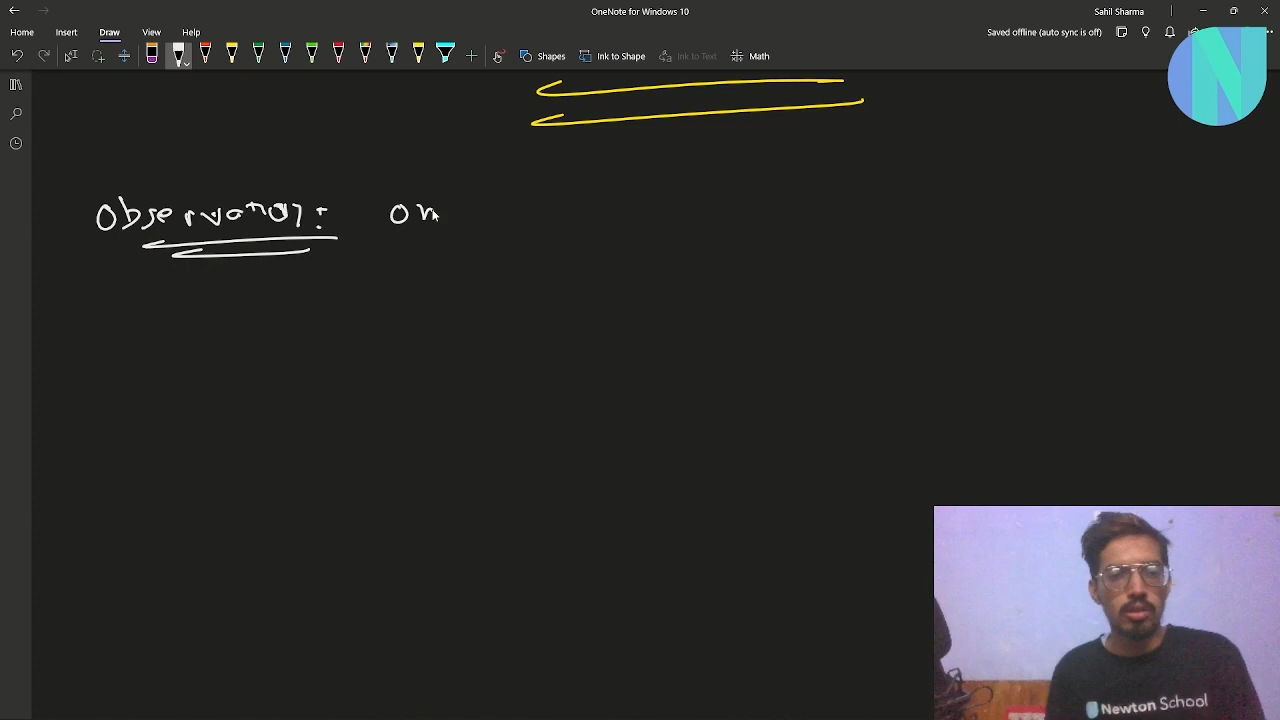 OneNote for Windows 10
Sahil Sharma
Home Insert Draw View Help
Saved offline (auto sync is off)
Shapes Ink to Shape Ink to Text Math
Observation:
Newton School